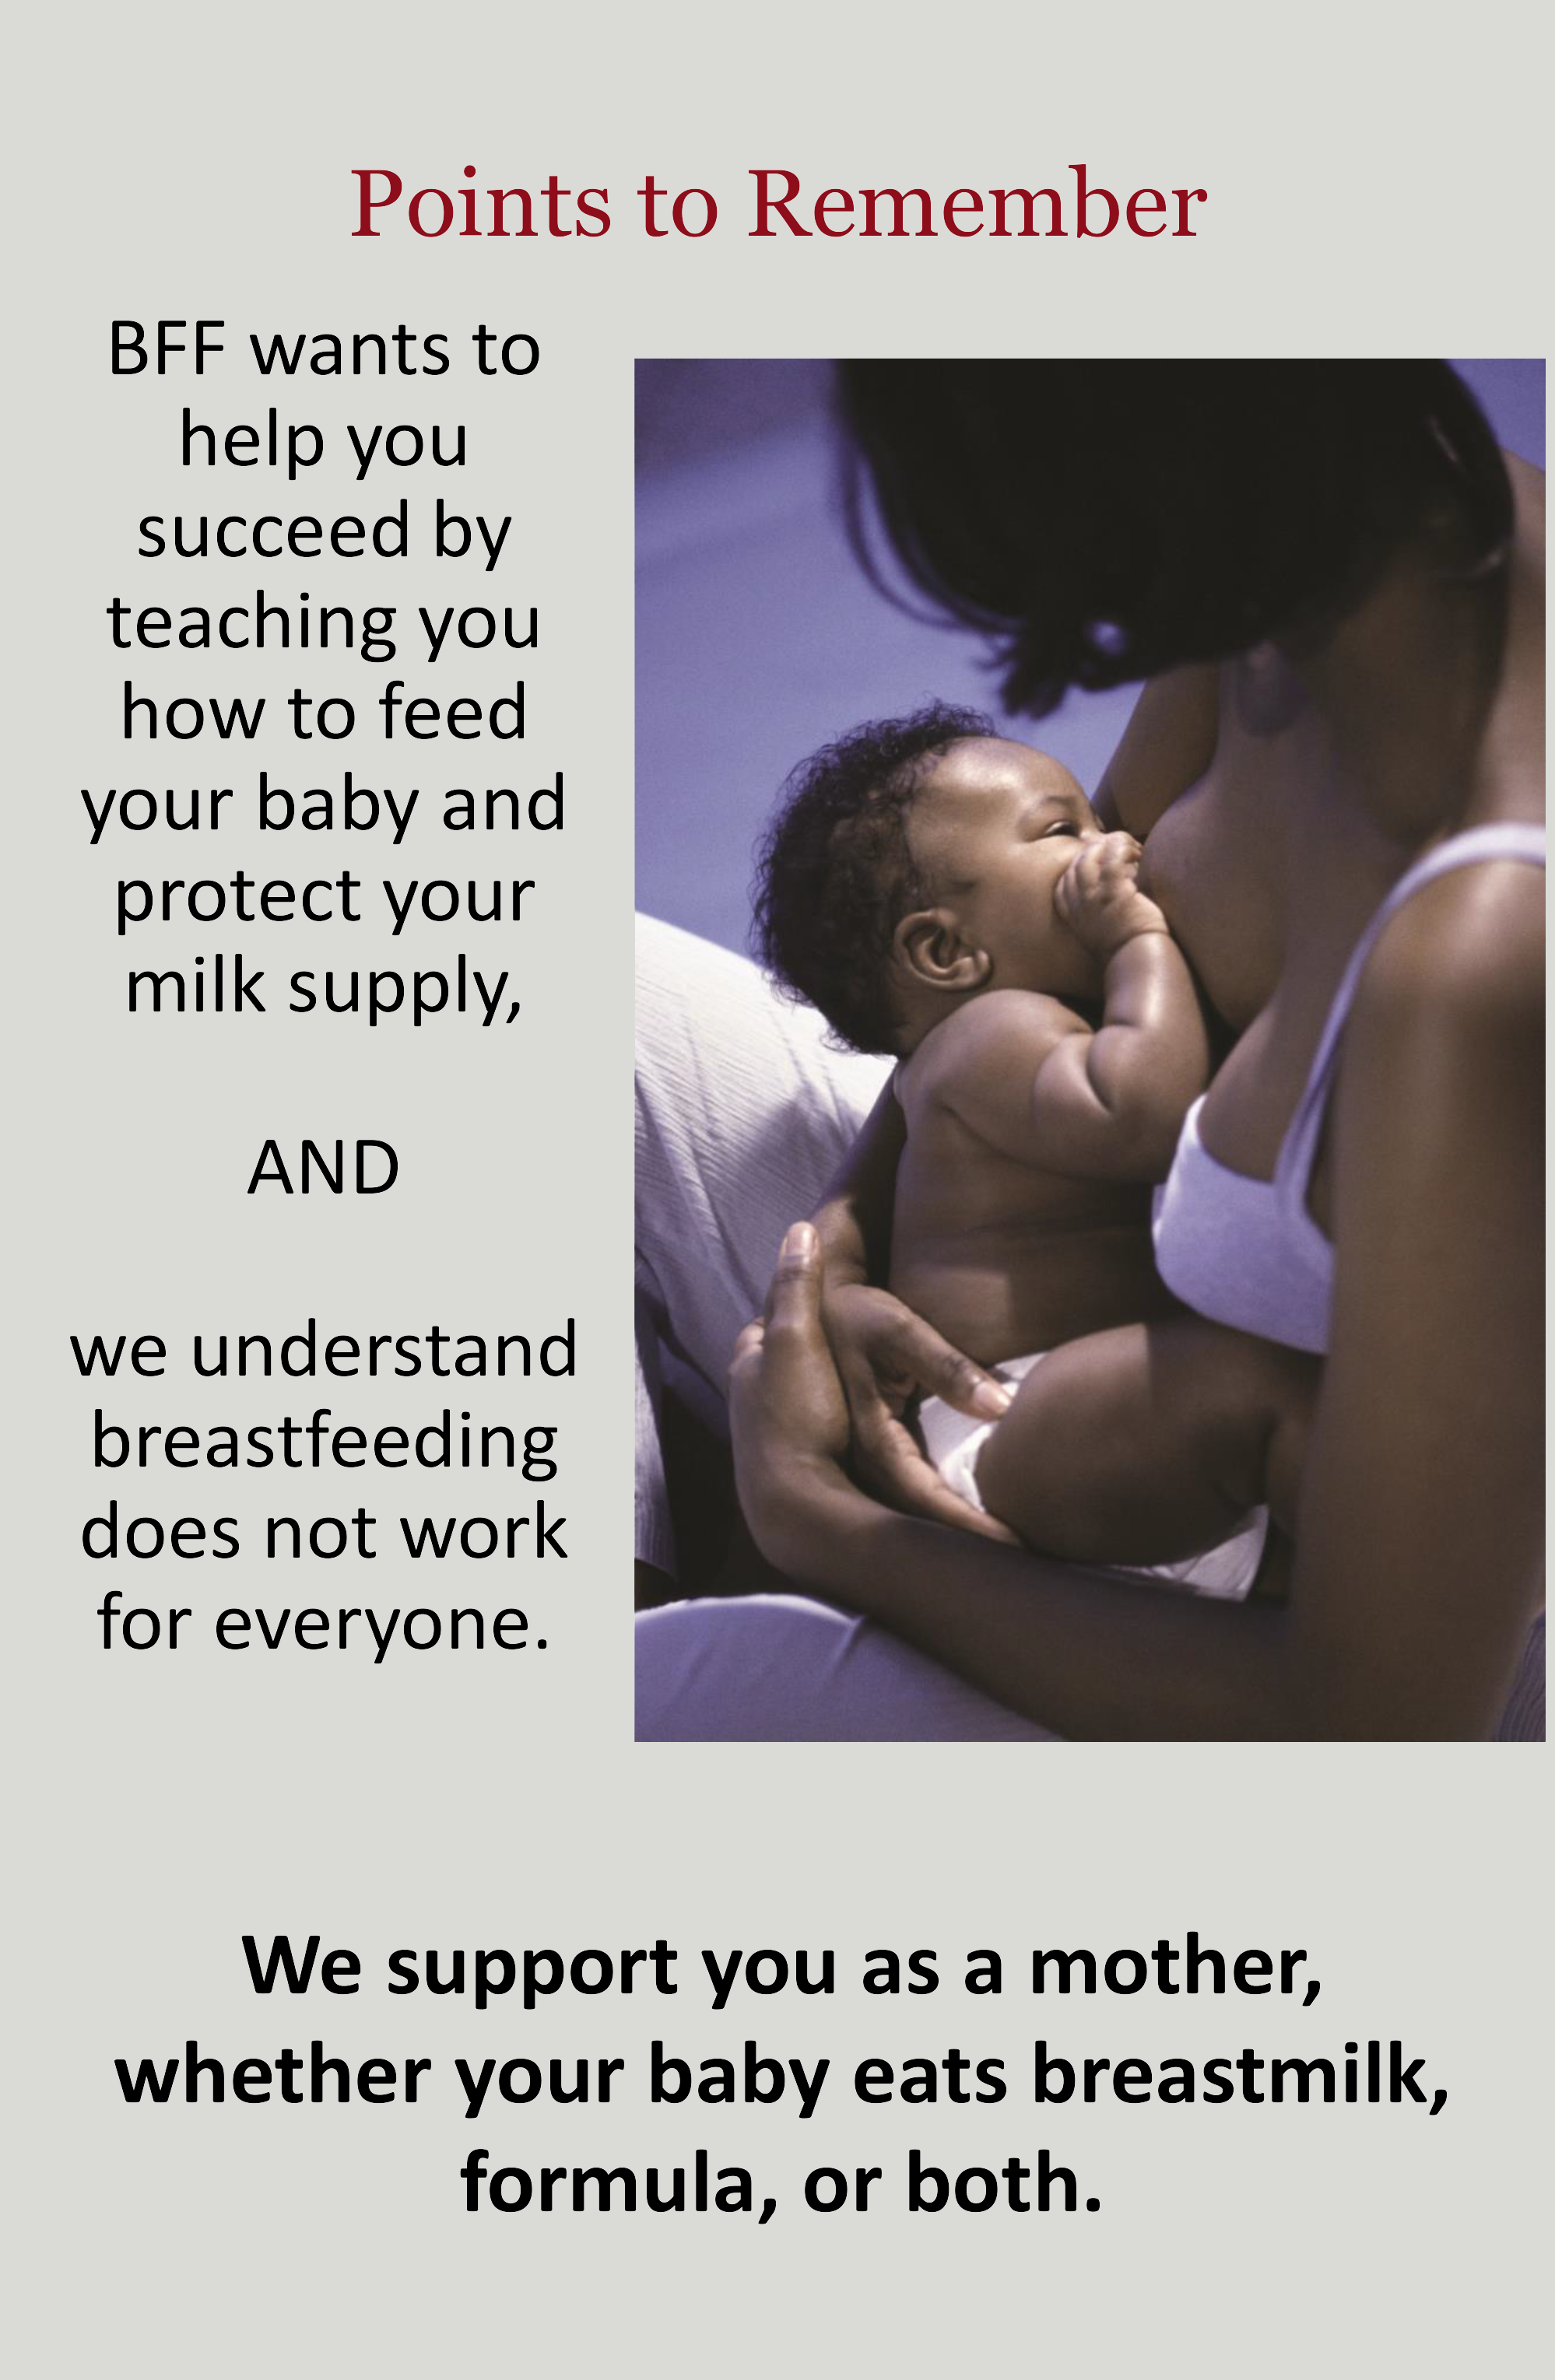 Points to Remember
BFF wants to
help you
succeed by
teaching you
how to feed
your baby and
protect your
milk supply,
AND
we understand
breastfeeding
does not work
for everyone.
We support you as a mother,
whether your baby eats breastmilk,
formula, or both.